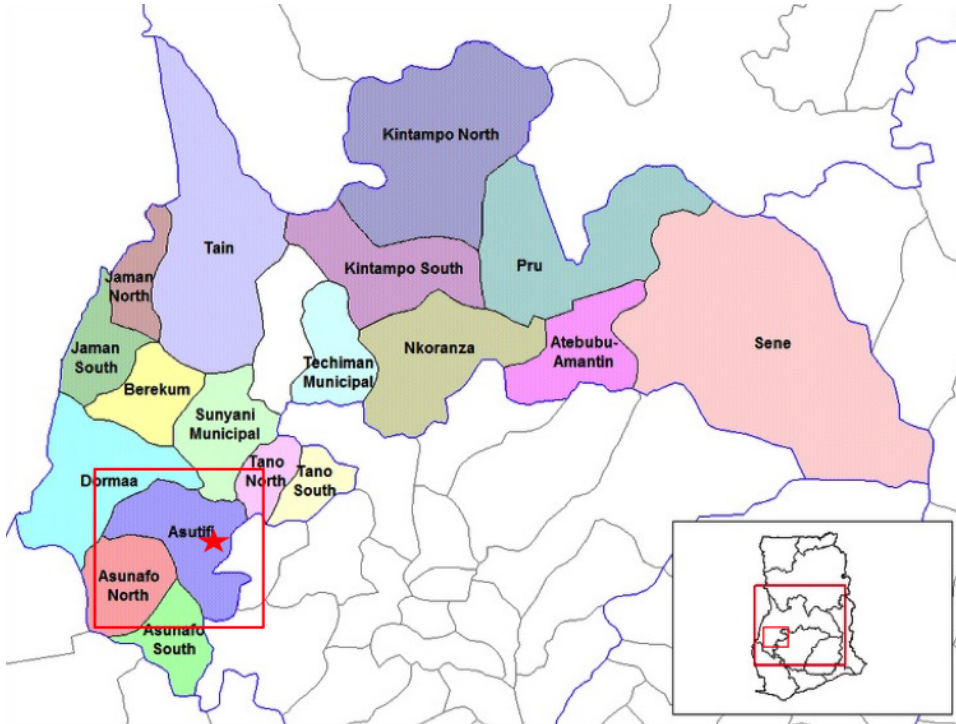 Kintampo North
Tain
Kintampo South
Pru
Jaman
North
Jaman
South
Nkoranza
Atebubu-
Amantin
Sene
Techiman
Municipal
Berekum
Sunyani
Municipal
Tano
North
Tano
South
Dormaa
Asutifi
Asunafo
North
Asunafo
South